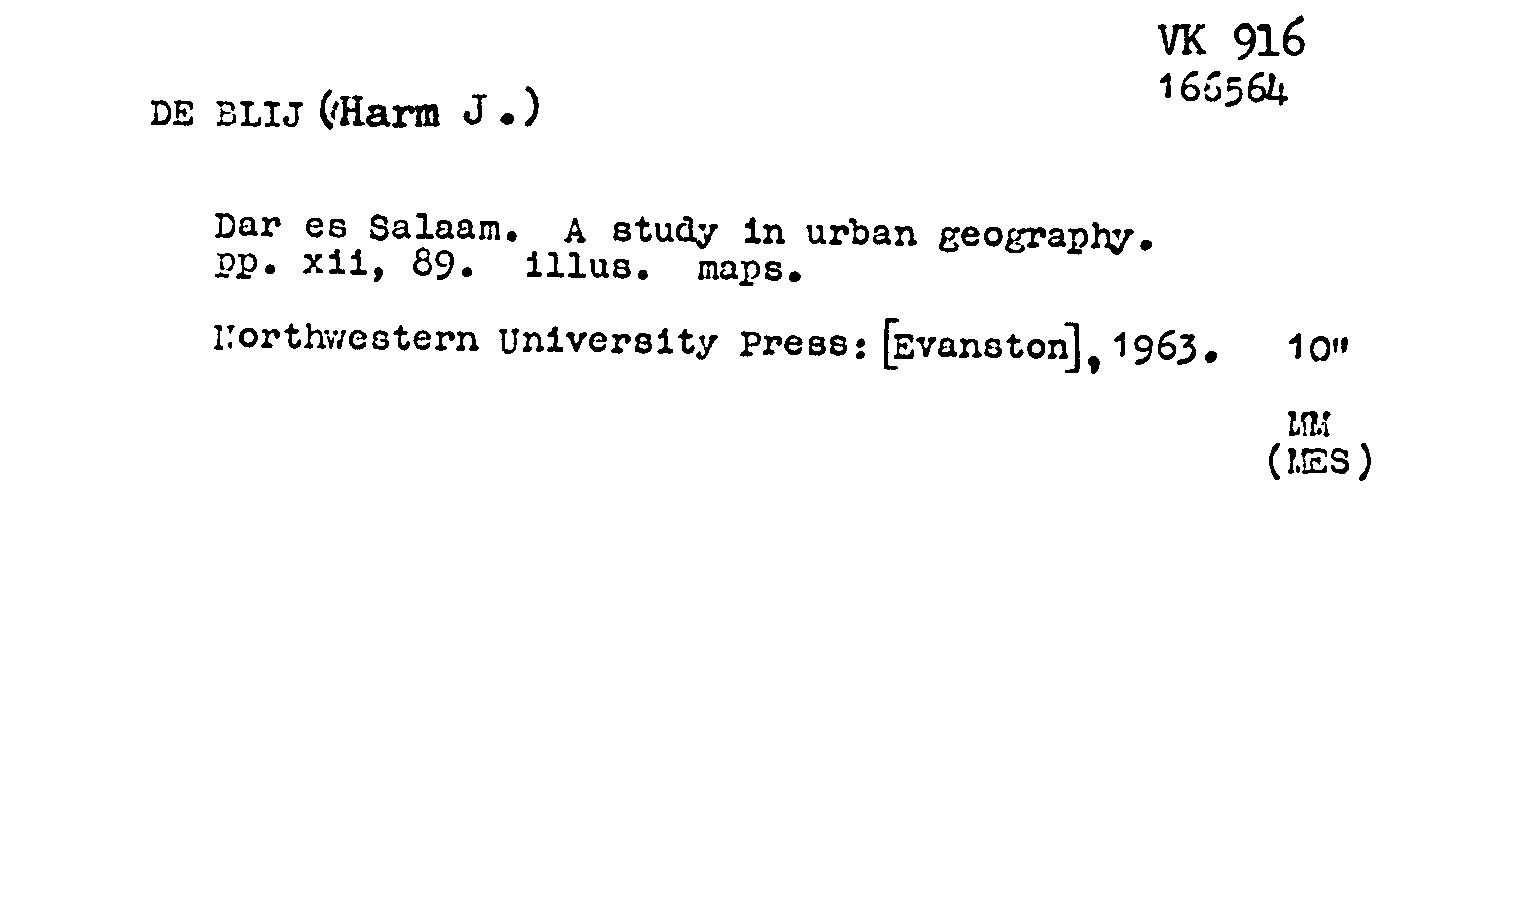 VK 916
166564
DE BLIJ (Harm J.)
Dar es Salaam. A study in urban geography.
pp. xii, 89. illus. maps.
Northwestern University Press: [Evanston], 1963. 10"
MM
(MES)